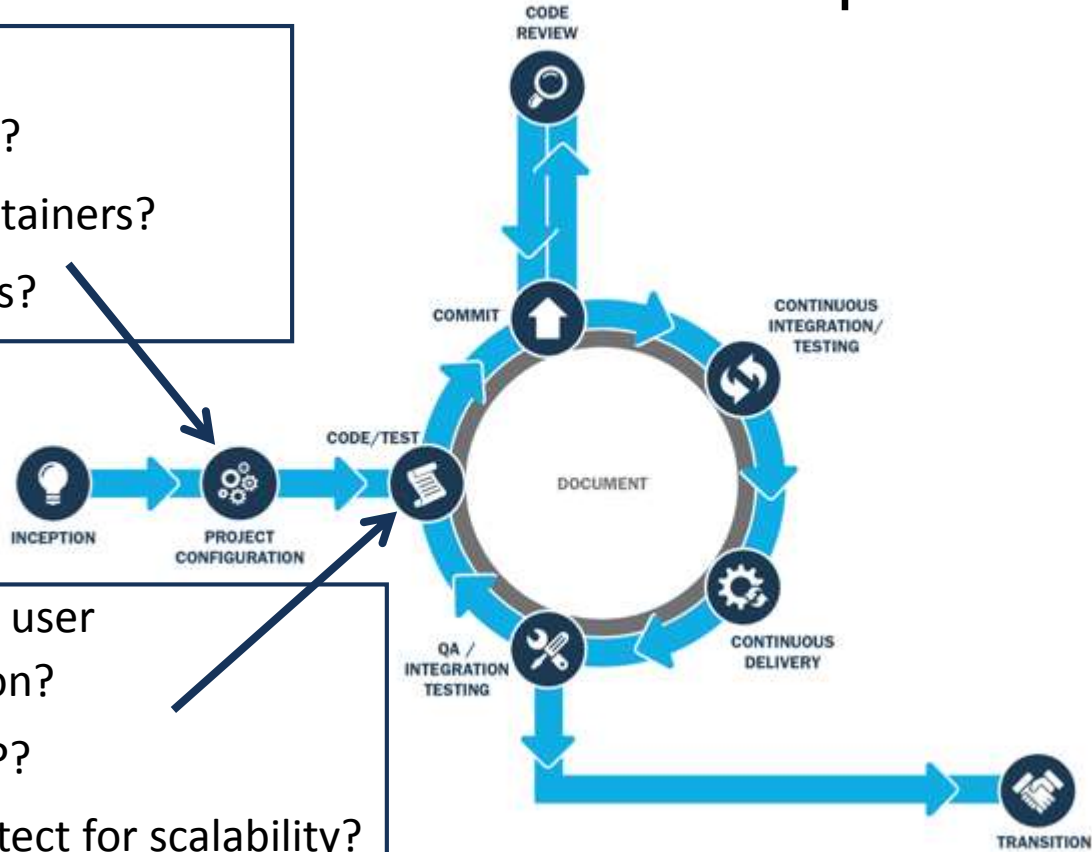 CODE
REVIEW
?
tainers?
s?
COMMIT
CONTINUOUS
INTEGRATION/
TESTING
CODE/TEST
DOCUMENT
INCEPTION
PROJECT
CONFIGURATION
user
on?
P?
QA /
INTEGRATION
TESTING
CONTINUOUS
DELIVERY
tect for scalability?
TRANSITION